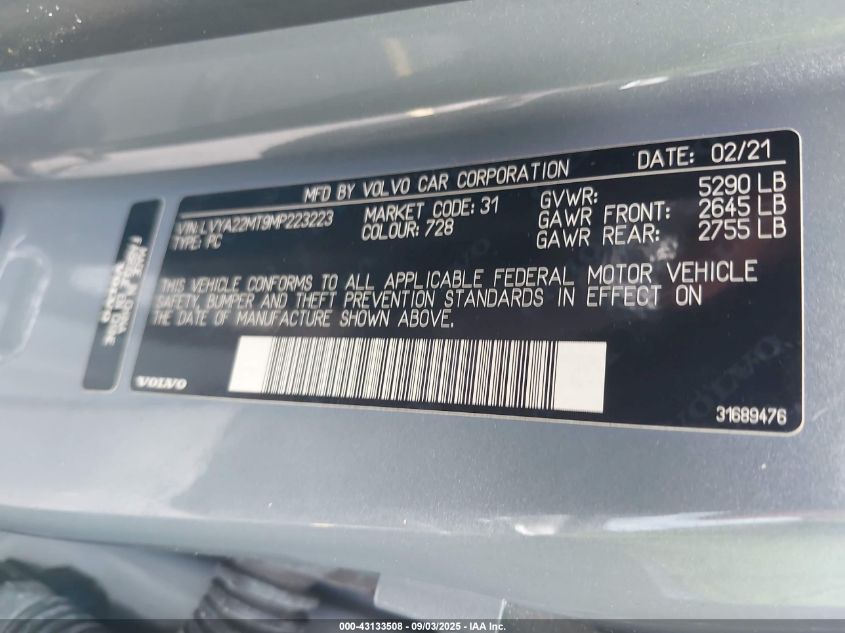 MFD BY VOLVO CAR CORPORATION DATE: 02/21
VIN: LVYA22MT9MP223223 MARKET CODE: 31 GVWR: 5290 LB
TYPE: PC COLOUR: 728 GAWR FRONT: 2645 LB
GAWR REAR: 2755 LB
THIS VEHICLE CONFORMS TO ALL APPLICABLE FEDERAL MOTOR VEHICLE
SAFETY, BUMPER AND THEFT PREVENTION STANDARDS IN EFFECT ON
THE DATE OF MANUFACTURE SHOWN ABOVE.
VOLVO
31689476
000-43133508 - 09/03/2025 - IAA Inc.